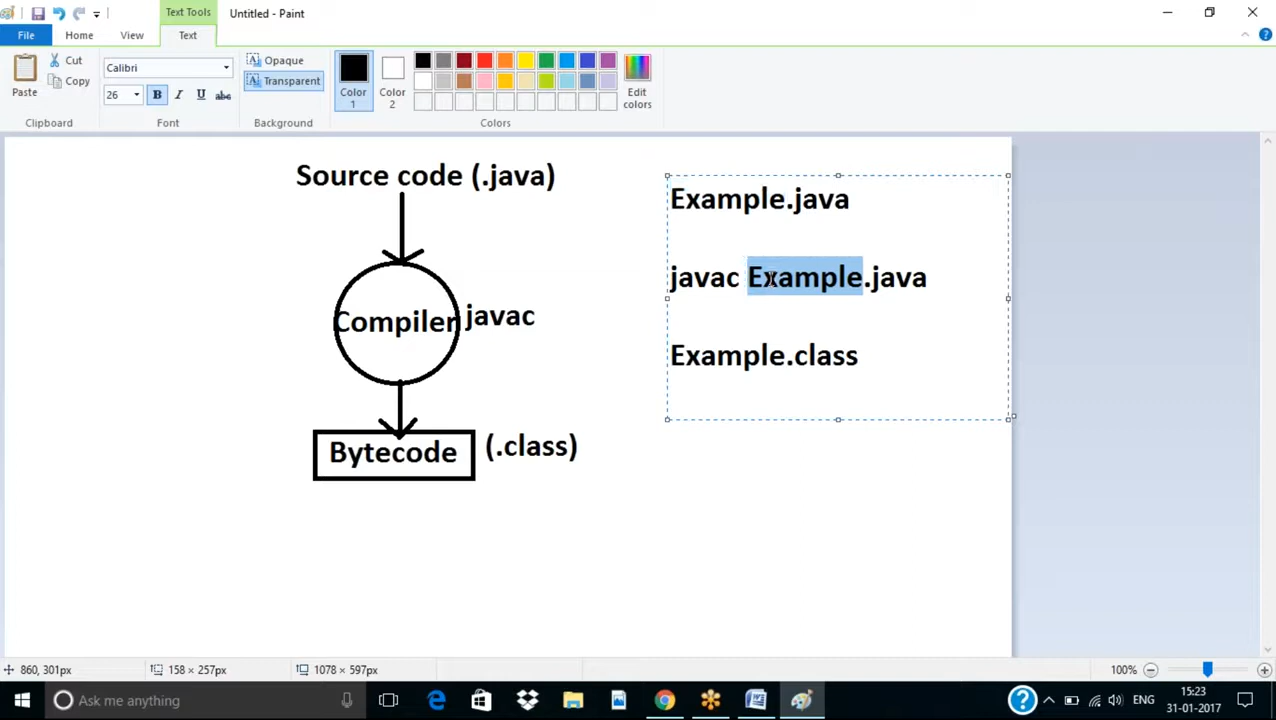 Text Tools
Untitled - Paint
File
Home
View
Text
Paste
Cut
Copy
Clipboard
Calibri
26
B
I
U
abc
Font
Opaque
Transparent
Background
Color 1
Color 2
Edit colors
Colors
Source code (.java)
Compiler
javac
Bytecode
(.class)
Example.java
javac Example.java
Example.class
860, 301px
158 × 257px
1078 × 597px
100%
Ask me anything
ENG
15:23
31-01-2017